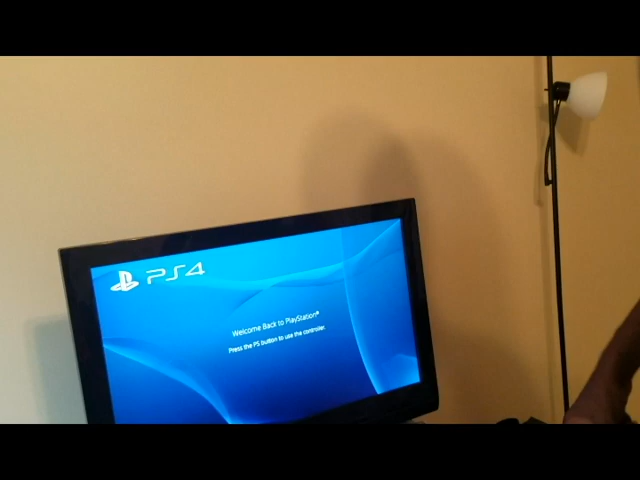 PS4
Welcome Back to PlayStation®
Press the PS button to use the controller.